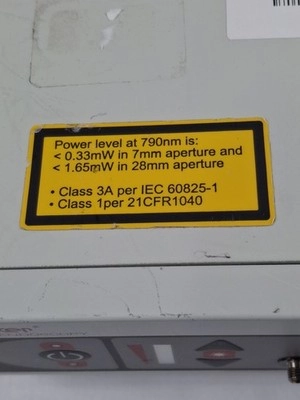 Power level at 790nm is:
< 0.33mW in 7mm aperture and
< 1.65mW in 28mm aperture
• Class 3A per IEC 60825-1
• Class 1per 21CFR1040